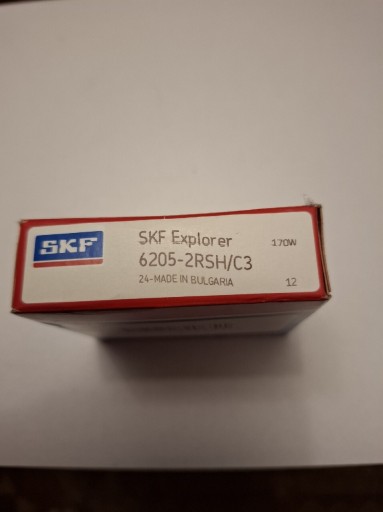 SKF
SKF Explorer 170W
6205-2RSH/C3
24-MADE IN BULGARIA 12